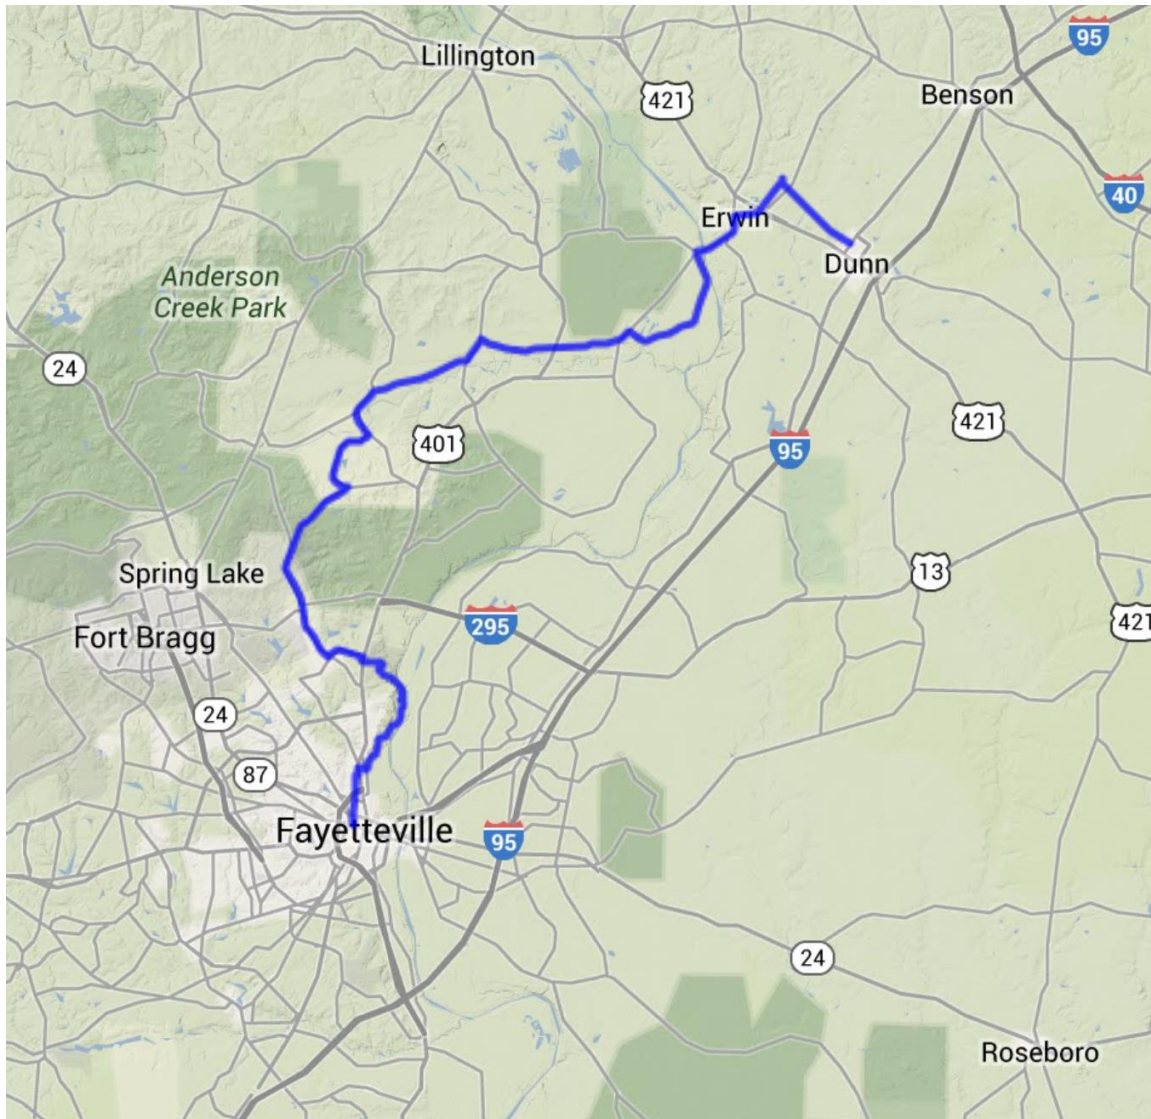 Lillington
95
421
Benson
40
Erwin
Dunn
Anderson
Creek Park
24
421
401
95
13
Spring Lake
295
421
Fort Bragg
24
87
Fayetteville
95
24
Roseboro